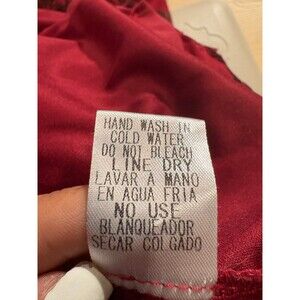 HAND WASH IN
COLD WATER
DO NOT BLEACH
LINE DRY
LAVAR A MANO
EN AGUA FRIA
NO USE
BLANQUEADOR
SECAR COLGADO